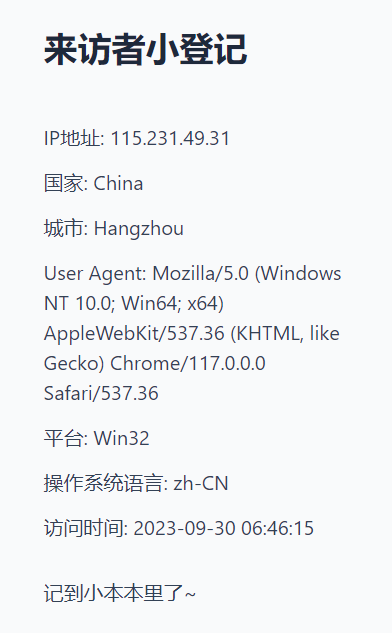 来访者小登记
IP地址: 115.231.49.31
国家: China
城市: Hangzhou
User Agent: Mozilla/5.0 (Windows
NT 10.0; Win64; x64)
AppleWebKit/537.36 (KHTML, like
Gecko) Chrome/117.0.0.0
Safari/537.36
平台: Win32
操作系统语言: zh-CN
访问时间: 2023-09-30 06:46:15
记到小本本里了~